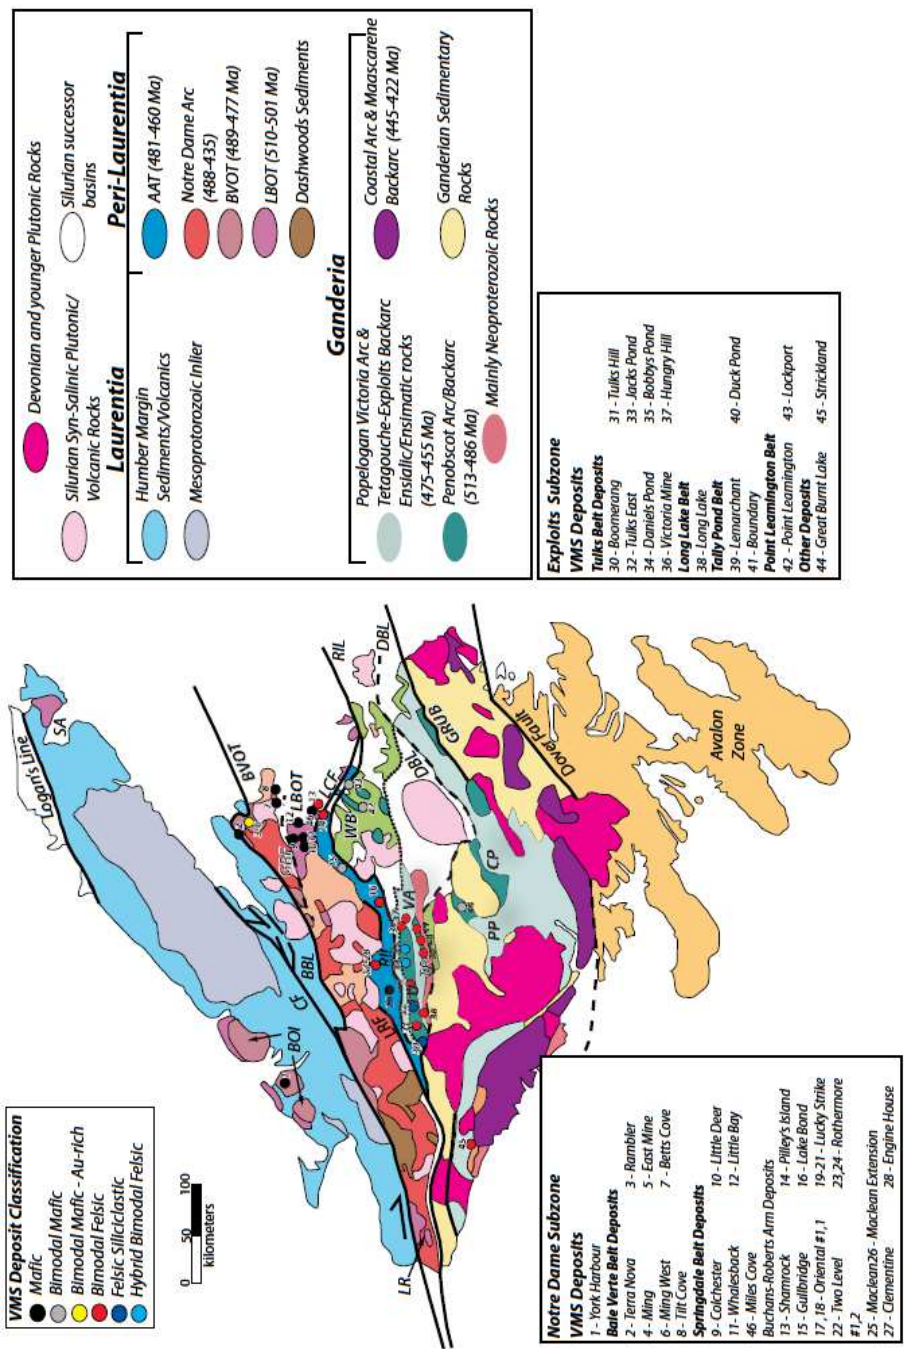 VMS Deposit Classification
Mafic
Bimodal Mafic
Bimodal Mafic - Au-rich
Bimodal Felsic
Felsic Siliciclastic
Hybrid Bimodal Felsic
0 50 100
kilometers
Logan's Line
SA
BVOT
LBOT
LCF
RIL
DBL
BOI
CF
BBL
WB
DBL
GRUB
Dover Fault
LRF
RIL
VA
CP
PP
Avalon
Zone
LR
45
Devonian and younger Plutonic Rocks
Silurian Syn-Salinic Plutonic/
Volcanic Rocks
Silurian successor
basins
Laurentia
Humber Margin
Sediments/Volcanics
Mesoprotorozoic Inlier
Peri-Laurentia
AAT (481-460 Ma)
Notre Dame Arc
(488-435)
BVOT (489-477 Ma)
LBOT (510-501 Ma)
Dashwoods Sediments
Ganderia
Popelogan Victoria Arc &
Tetagouche-Exploits Backarc
Ensialic/Ensimatic rocks
(475-455 Ma)
Penobscot Arc/Backarc
(513-486 Ma)
Coastal Arc & Maascarene
Backarc (445-422 Ma)
Ganderian Sedimentary
Rocks
Mainly Neoproterozoic Rocks
Notre Dame Subzone
VMS Deposits
1 - York Harbour
Baie Verte Belt Deposits
2 - Terra Nova 3 - Rambler
4 - Ming 5 - East Mine
6 - Ming West 7 - Betts Cove
8 - Tilt Cove
Springdale Belt Deposits
9 - Colchester 10 - Little Deer
11 - Whalesback 12 - Little Bay
46 - Miles Cove
Buchans-Roberts Arm Deposits
13 - Shamrock 14 - Pilley's Island
15 - Gullbridge 16 - Lake Bond
17, 18 - Oriental #1,1 19-21 - Lucky Strike
22 - Two Level 23,24 - Rothermore
#1,2
25 - Maclean26 - Maclean Extension
27 - Clementine 28 - Engine House
Exploits Subzone
VMS Deposits
Tulks Belt Deposits
30 - Boomerang 31 - Tulks Hill
32 - Tulks East 33 - Jacks Pond
34 - Daniels Pond 35 - Bobbys Pond
36 - Victoria Mine 37 - Hungry Hill
Long Lake Belt
38 - Long Lake
Tally Pond Belt
39 - Lemarchant 40 - Duck Pond
41 - Boundary
Point Leamington Belt
42 - Point Leamington 43 - Lockport
Other Deposits
44 - Great Burnt Lake 45 - Strickland